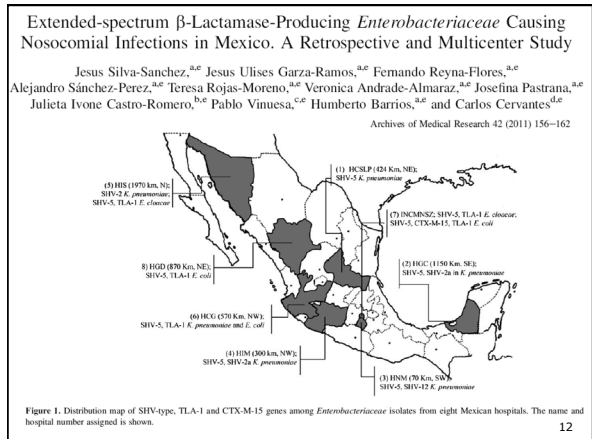 Extended-spectrum β-Lactamase-Producing Enterobacteriaceae Causing
Nosocomial Infections in Mexico. A Retrospective and Multicenter Study
Jesus Silva-Sanchez,a,e Jesus Ulises Garza-Ramos,a,e Fernando Reyna-Flores,a,e
Alejandro Sánchez-Perez,a,e Teresa Rojas-Moreno,a,e Veronica Andrade-Almaraz,a,e Josefina Pastrana,a,e
Julieta Ivone Castro-Romero,b,e Pablo Vinuesa,c,e Humberto Barrios,a,e and Carlos Cervantesd,e
Archives of Medical Research 42 (2011) 156–162
(1) HCSLP (424 Km, NE);
SHV-5 K. pneumoniae
(5) HIS (1970 km, N);
SHV-2 K. pneumoniae;
SHV-5, TLA-1 E. cloacae
(7) INCMNSZ; SHV-5, TLA-1 E. cloacae,
SHV-5, CTX-M-15, TLA-1 E. coli
8) HGD (870 Km, NE);
SHV-5, TLA-1 E. coli
(2) HGC (1150 Km, SE);
SHV-5, SHV-2a in K. pneumoniae
(6) HCG (570 Km, NW);
SHV-5, TLA-1 K. pneumoniae and E. coli
(4) HIM (300 km, NW);
SHV-5, SHV-2a K. pneumoniae
(3) HNM (70 Km, SW);
SHV-5, SHV-12 K. pneumoniae
Figure 1. Distribution map of SHV-type, TLA-1 and CTX-M-15 genes among Enterobacteriaceae isolates from eight Mexican hospitals. The name and
hospital number assigned is shown.
12